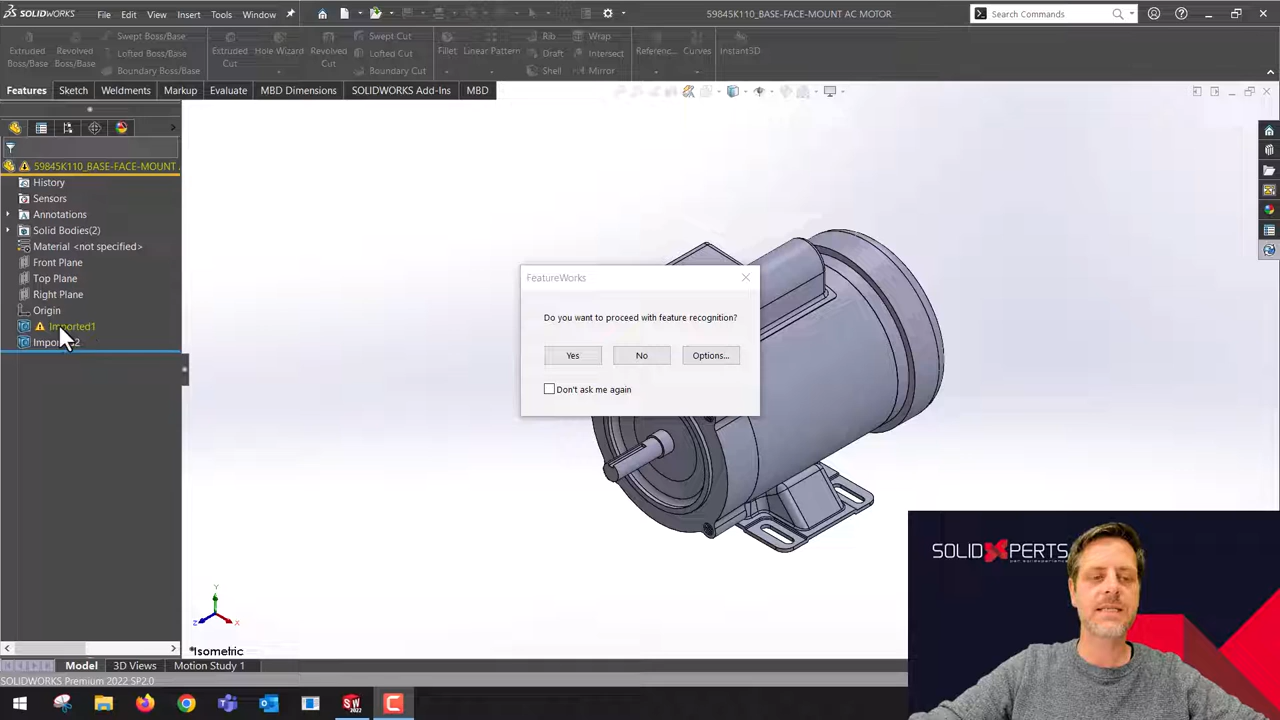 SOLIDWORKS File Edit View Insert Tools Window 59845K110_BASE-FACE-MOUNT AC MOTOR Search Commands
Extruded Boss/Base
Revolved Boss/Base
Swept Boss/Base
Lofted Boss/Base
Boundary Boss/Base
Extruded Cut
Hole Wizard
Revolved Cut
Swept Cut
Lofted Cut
Boundary Cut
Fillet
Linear Pattern
Rib
Draft
Shell
Wrap
Intersect
Mirror
Referenc...
Curves
Instant3D
Features Sketch Weldments Markup Evaluate MBD Dimensions SOLIDWORKS Add-Ins MBD
59845K110_BASE-FACE-MOUNT
History
Sensors
Annotations
Solid Bodies(2)
Material <not specified>
Front Plane
Top Plane
Right Plane
Origin
Imported1
FeatureWorks
Do you want to proceed with feature recognition?
Yes No Options...
Don't ask me again
SOLIDXPERTS
par solidxperience
Y
Z
X
*Isometric
Model 3D Views Motion Study 1
SOLIDWORKS Premium 2022 SP2.0
SW
2022